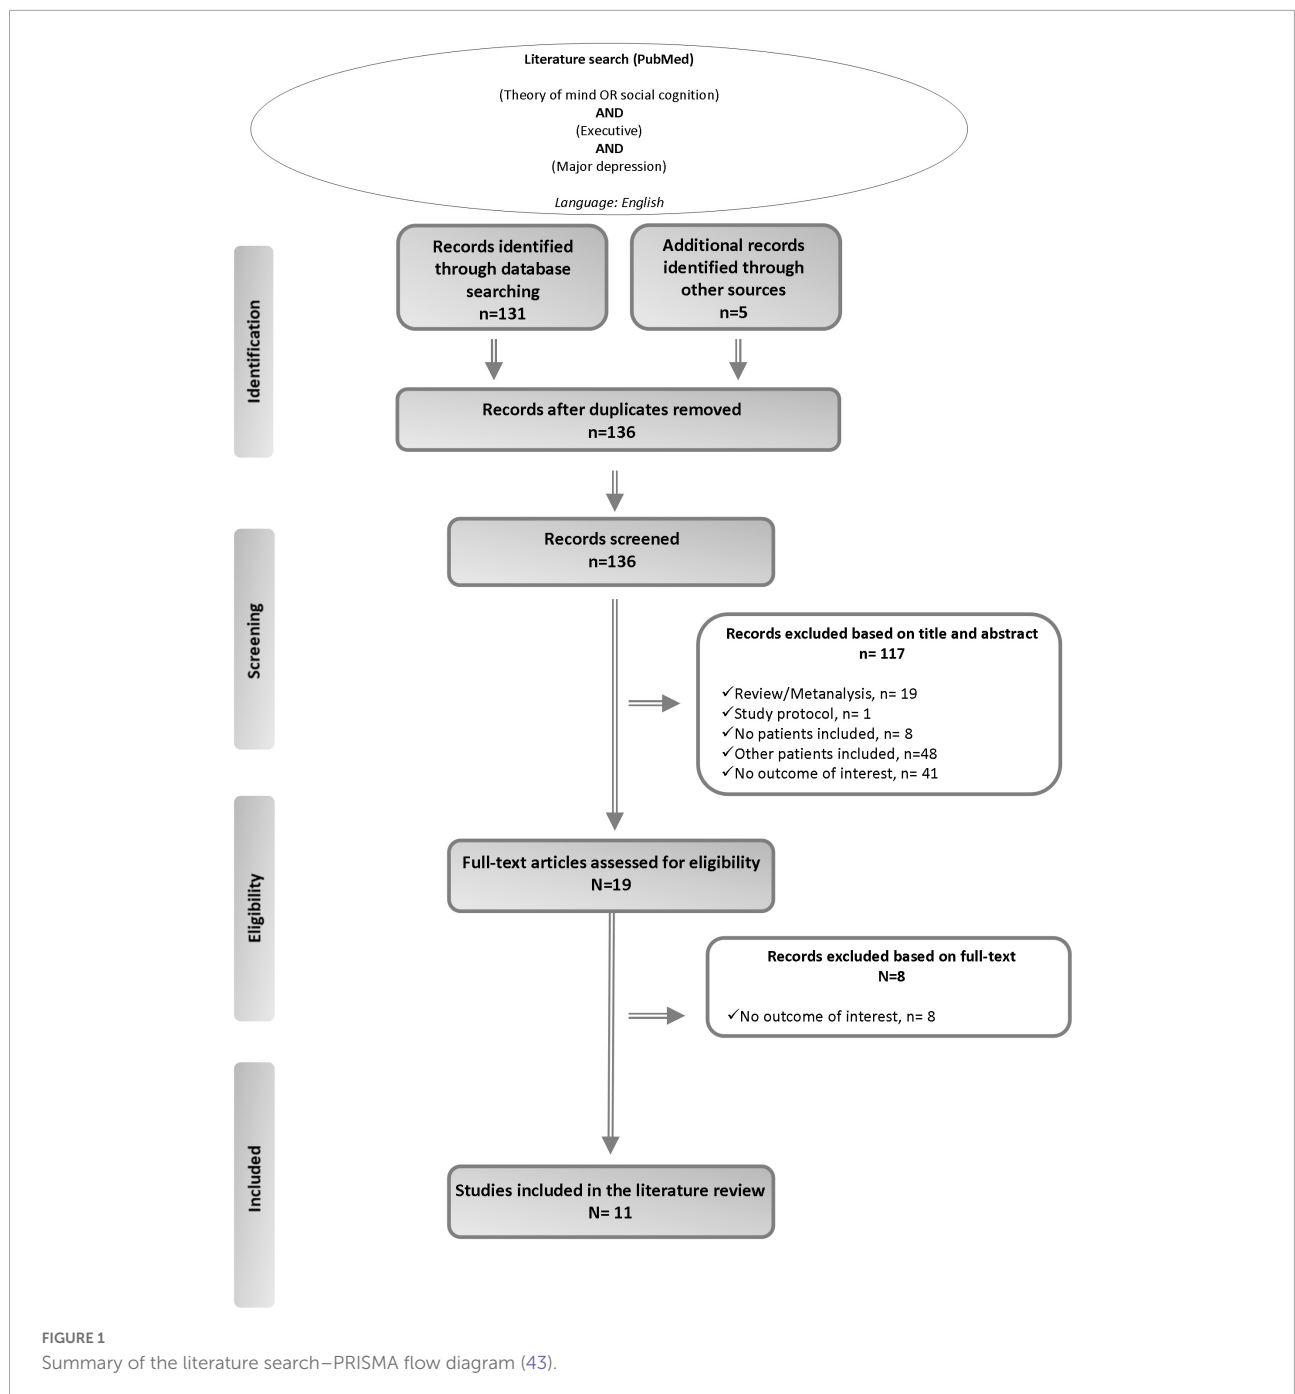 Literature search (PubMed)
(Theory of mind OR social cognition)
AND
(Executive)
AND
(Major depression)
Language: English
Identification
Records identified
through database
searching
n=131
Additional records
identified through
other sources
n=5
Records after duplicates removed
n=136
Screening
Records screened
n=136
Records excluded based on title and abstract
n= 117
✓Review/Metanalysis, n= 19
✓Study protocol, n= 1
✓No patients included, n= 8
✓Other patients included, n=48
✓No outcome of interest, n= 41
Eligibility
Full-text articles assessed for eligibility
N=19
Records excluded based on full-text
N=8
✓No outcome of interest, n= 8
Included
Studies included in the literature review
N= 11
FIGURE 1
Summary of the literature search–PRISMA flow diagram (43).